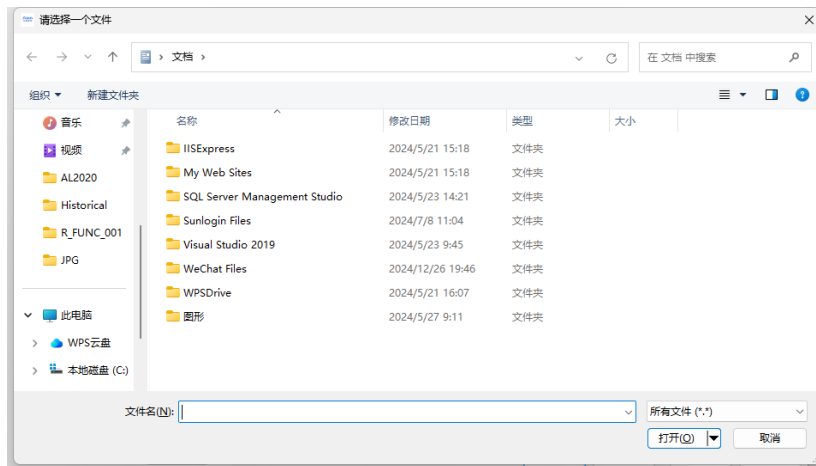 请选择一个文件
文档
在 文档 中搜索
组织
新建文件夹
音乐
视频
AL2020
Historical
R_FUNC_001
JPG
此电脑
WPS云盘
本地磁盘 (C:)
名称 修改日期 类型 大小
IISExpress 2024/5/21 15:18 文件夹
My Web Sites 2024/5/21 15:18 文件夹
SQL Server Management Studio 2024/5/23 14:21 文件夹
Sunlogin Files 2024/7/8 11:04 文件夹
Visual Studio 2019 2024/5/23 9:45 文件夹
WeChat Files 2024/12/26 19:46 文件夹
WPSDrive 2024/5/21 16:07 文件夹
图形 2024/5/27 9:11 文件夹
文件名(N):
所有文件 (*.*)
打开(O)
取消